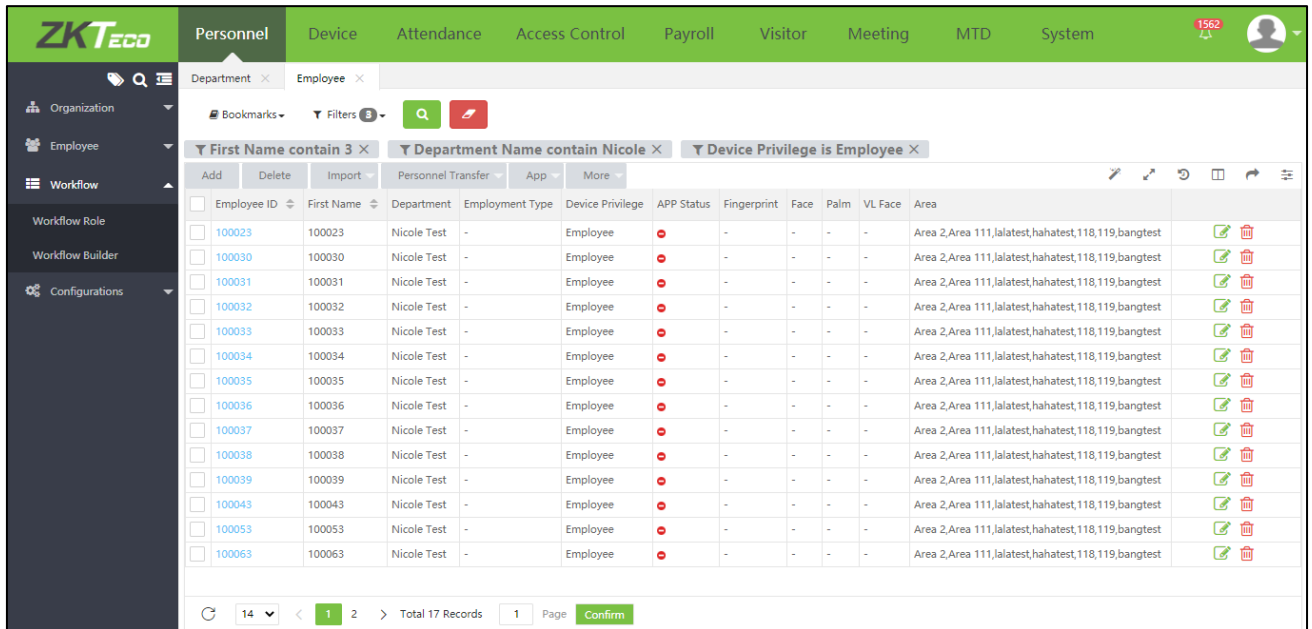 ZKTeco Personnel Device Attendance Access Control Payroll Visitor Meeting MTD System 1562
Department × Employee ×
Organization
Employee
Workflow
Workflow Role
Workflow Builder
Configurations
Bookmarks Filters 3
First Name contain 3 × Department Name contain Nicole × Device Privilege is Employee ×
Add Delete Import Personnel Transfer App More
Employee ID First Name Department Employment Type Device Privilege APP Status Fingerprint Face Palm VL Face Area
100023 100023 Nicole Test - Employee - - - - Area 2,Area 111,lalatest,hahatest,118,119,bangtest
100030 100030 Nicole Test - Employee - - - - Area 2,Area 111,lalatest,hahatest,118,119,bangtest
100031 100031 Nicole Test - Employee - - - - Area 2,Area 111,lalatest,hahatest,118,119,bangtest
100032 100032 Nicole Test - Employee - - - - Area 2,Area 111,lalatest,hahatest,118,119,bangtest
100033 100033 Nicole Test - Employee - - - - Area 2,Area 111,lalatest,hahatest,118,119,bangtest
100034 100034 Nicole Test - Employee - - - - Area 2,Area 111,lalatest,hahatest,118,119,bangtest
100035 100035 Nicole Test - Employee - - - - Area 2,Area 111,lalatest,hahatest,118,119,bangtest
100036 100036 Nicole Test - Employee - - - - Area 2,Area 111,lalatest,hahatest,118,119,bangtest
100037 100037 Nicole Test - Employee - - - - Area 2,Area 111,lalatest,hahatest,118,119,bangtest
100038 100038 Nicole Test - Employee - - - - Area 2,Area 111,lalatest,hahatest,118,119,bangtest
100039 100039 Nicole Test - Employee - - - - Area 2,Area 111,lalatest,hahatest,118,119,bangtest
100043 100043 Nicole Test - Employee - - - - Area 2,Area 111,lalatest,hahatest,118,119,bangtest
100053 100053 Nicole Test - Employee - - - - Area 2,Area 111,lalatest,hahatest,118,119,bangtest
100063 100063 Nicole Test - Employee - - - - Area 2,Area 111,lalatest,hahatest,118,119,bangtest
14 < 1 2 > Total 17 Records 1 Page Confirm